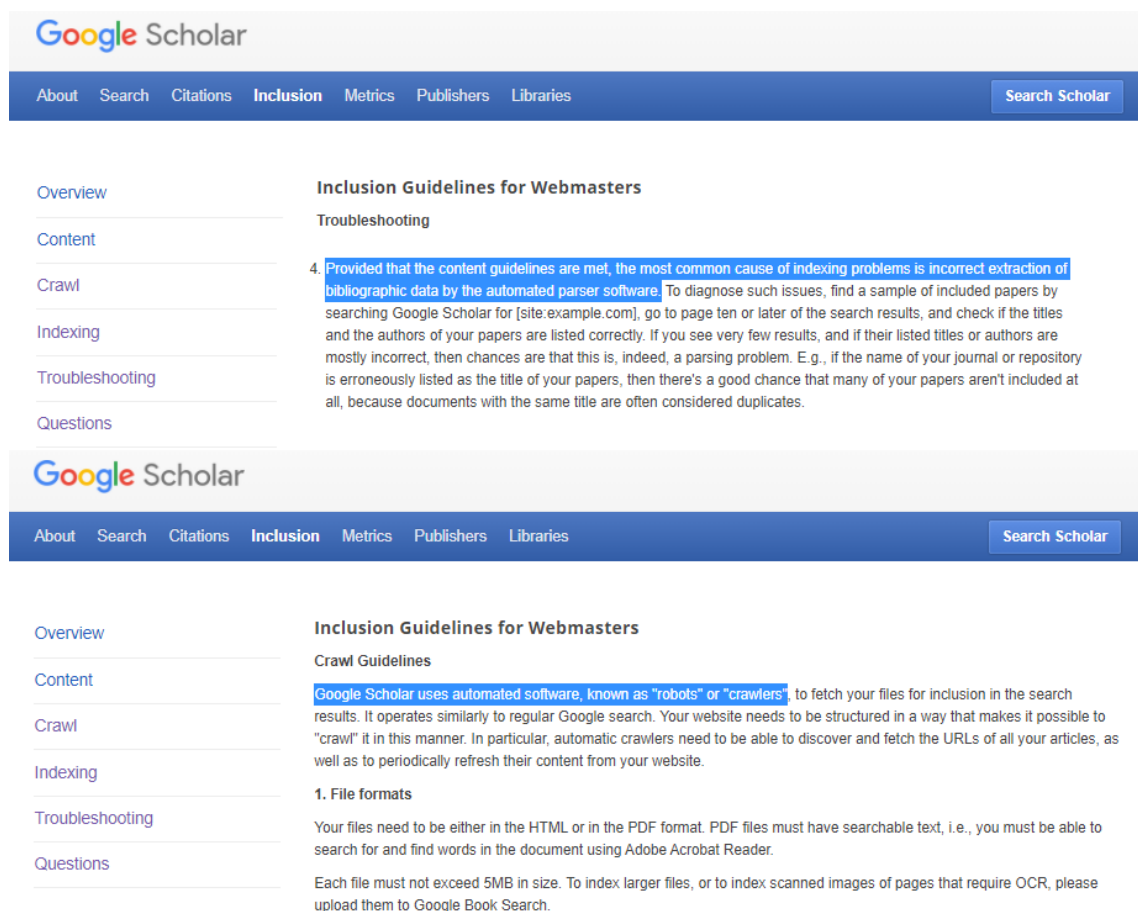 Google Scholar
About Search Citations Inclusion Metrics Publishers Libraries Search Scholar
Overview
Content
Crawl
Indexing
Troubleshooting
Questions
Inclusion Guidelines for Webmasters
Troubleshooting
4. Provided that the content guidelines are met, the most common cause of indexing problems is incorrect extraction of
bibliographic data by the automated parser software. To diagnose such issues, find a sample of included papers by
searching Google Scholar for [site:example.com], go to page ten or later of the search results, and check if the titles
and the authors of your papers are listed correctly. If you see very few results, and if their listed titles or authors are
mostly incorrect, then chances are that this is, indeed, a parsing problem. E.g., if the name of your journal or repository
is erroneously listed as the title of your papers, then there's a good chance that many of your papers aren't included at
all, because documents with the same title are often considered duplicates.
Google Scholar
About Search Citations Inclusion Metrics Publishers Libraries Search Scholar
Overview
Content
Crawl
Indexing
Troubleshooting
Questions
Inclusion Guidelines for Webmasters
Crawl Guidelines
Google Scholar uses automated software, known as "robots" or "crawlers", to fetch your files for inclusion in the search
results. It operates similarly to regular Google search. Your website needs to be structured in a way that makes it possible to
"crawl" it in this manner. In particular, automatic crawlers need to be able to discover and fetch the URLs of all your articles, as
well as to periodically refresh their content from your website.
1. File formats
Your files need to be either in the HTML or in the PDF format. PDF files must have searchable text, i.e., you must be able to
search for and find words in the document using Adobe Acrobat Reader.
Each file must not exceed 5MB in size. To index larger files, or to index scanned images of pages that require OCR, please
upload them to Google Book Search.